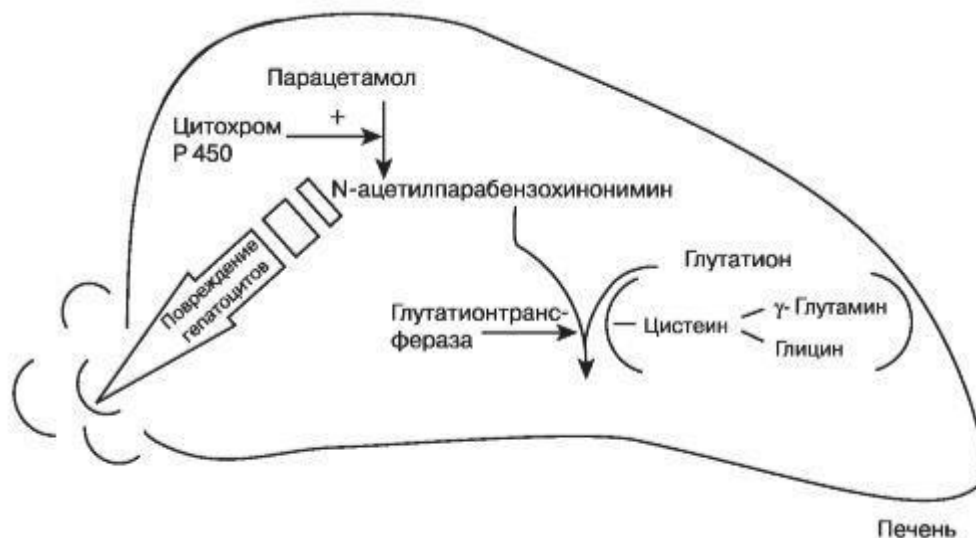 Парацетамол
+
Цитохром
Р 450
N-ацетилпарабензохинонимин
Повреждение
гепатоцитов
Глутатион
Глутатионтранс-
фераза
Цистеин
γ- Глутамин
Глицин
Печень